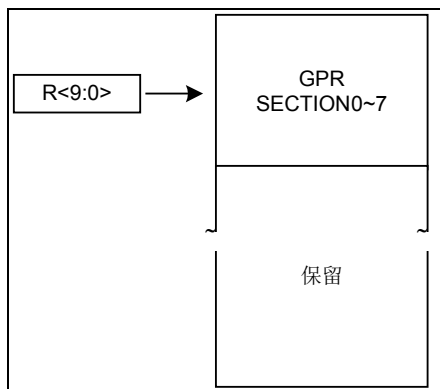 R<9:0>
GPR
SECTION0~7
~ ~
保留